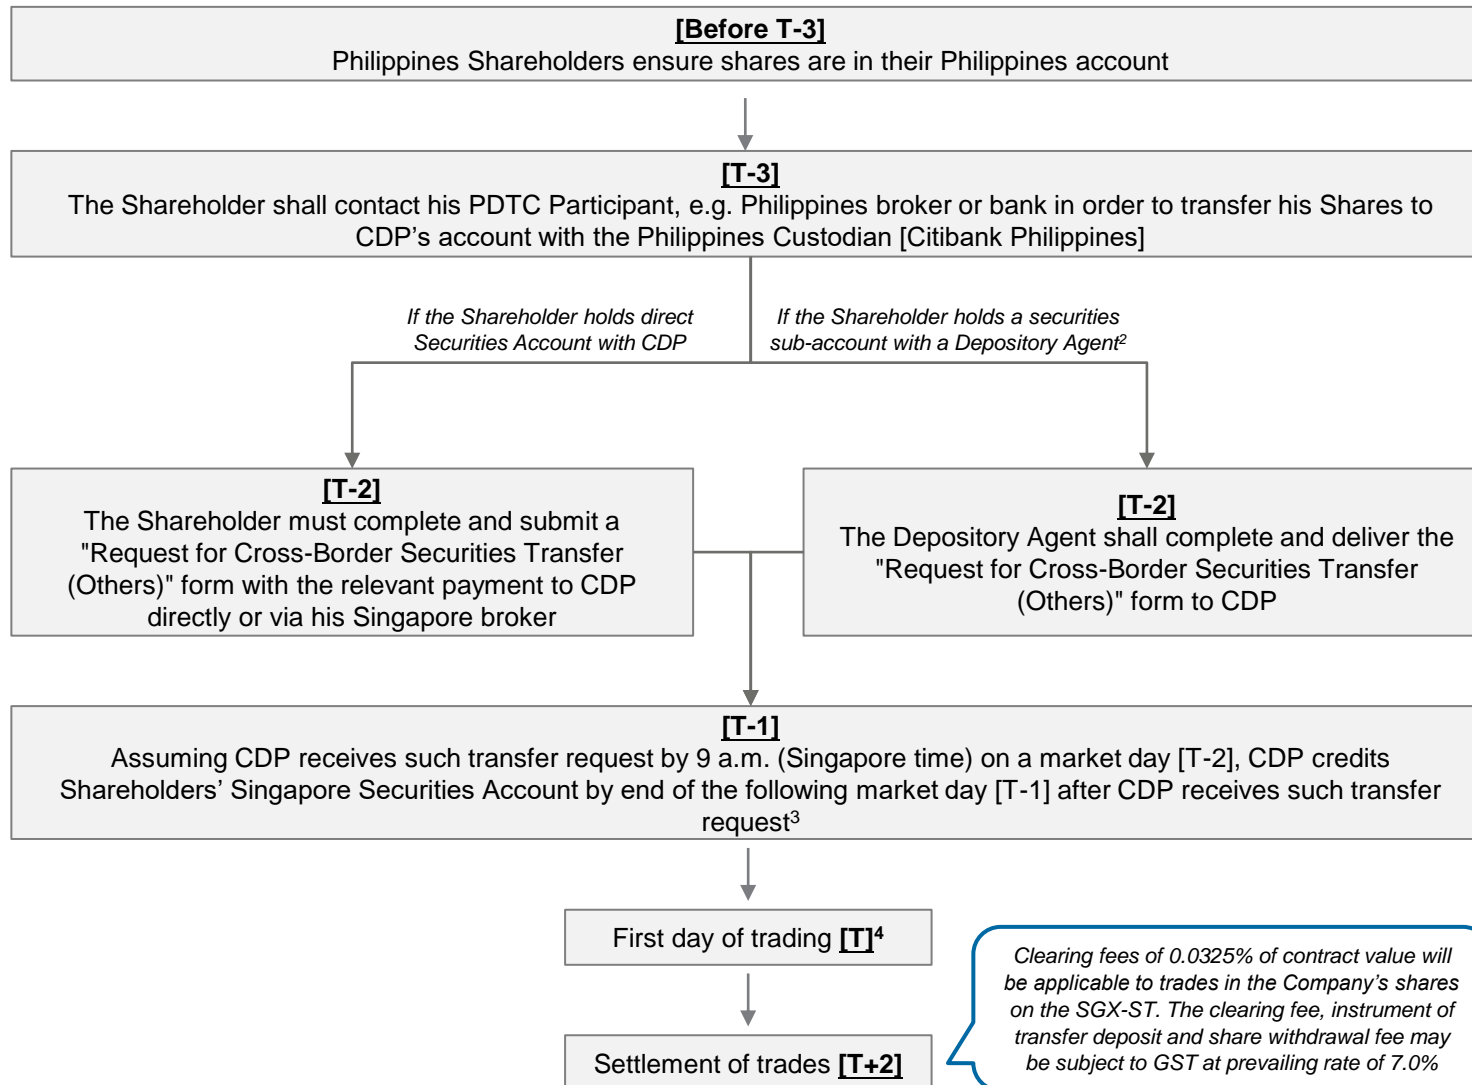 [Before T-3]
Philippines Shareholders ensure shares are in their Philippines account
[T-3]
The Shareholder shall contact his PDTC Participant, e.g. Philippines broker or bank in order to transfer his Shares to
CDP’s account with the Philippines Custodian [Citibank Philippines]
If the Shareholder holds direct
Securities Account with CDP
If the Shareholder holds a securities
sub-account with a Depository Agent²
[T-2]
The Shareholder must complete and submit a
"Request for Cross-Border Securities Transfer
(Others)" form with the relevant payment to CDP
directly or via his Singapore broker
[T-2]
The Depository Agent shall complete and deliver the
"Request for Cross-Border Securities Transfer
(Others)" form to CDP
[T-1]
Assuming CDP receives such transfer request by 9 a.m. (Singapore time) on a market day [T-2], CDP credits
Shareholders’ Singapore Securities Account by end of the following market day [T-1] after CDP receives such transfer
request³
First day of trading [T]⁴
Settlement of trades [T+2]
Clearing fees of 0.0325% of contract value will
be applicable to trades in the Company’s shares
on the SGX-ST. The clearing fee, instrument of
transfer deposit and share withdrawal fee may
be subject to GST at prevailing rate of 7.0%